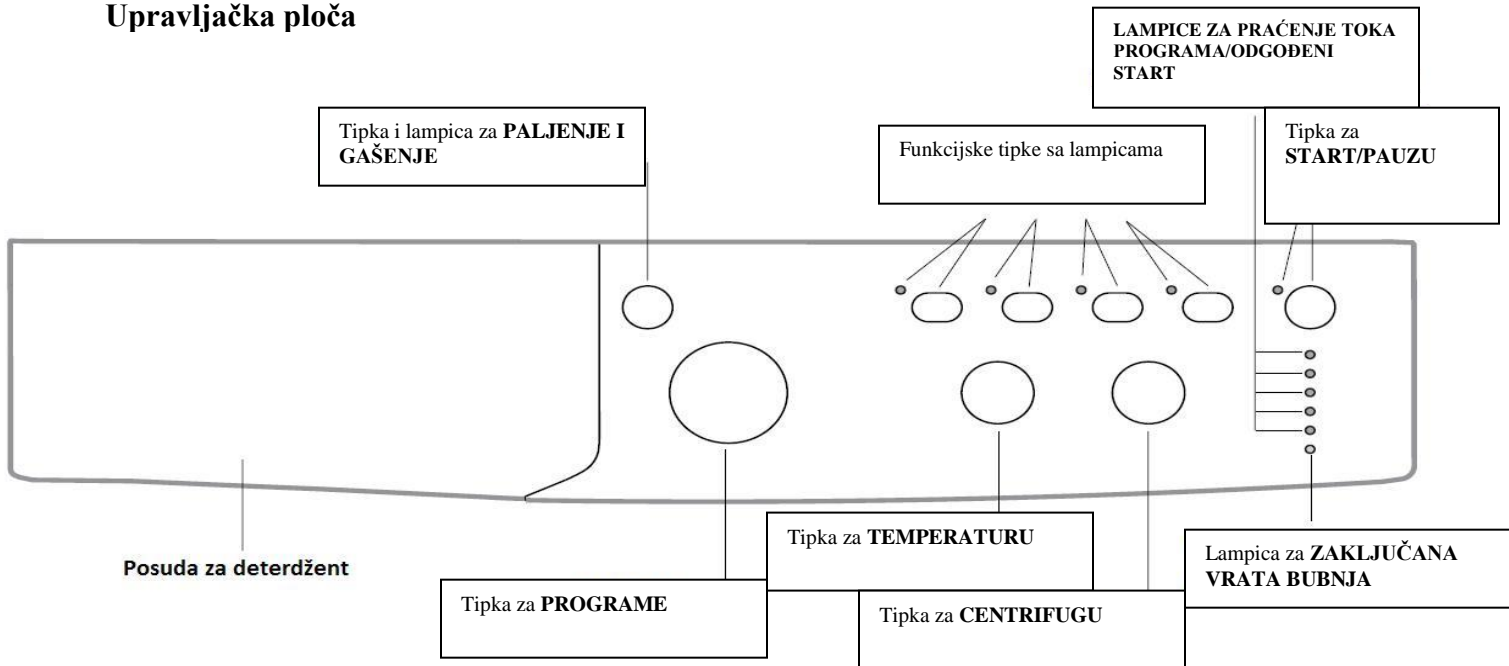 Upravljačka ploča
LAMPICE ZA PRAĆENJE TOKA
PROGRAMA/ODGOĐENI
START
Tipka i lampica za PALJENJE I
GAŠENJE
Funkcijske tipke sa lampicama
Tipka za
START/PAUZU
Posuda za deterdžent
Tipka za PROGRAME
Tipka za TEMPERATURU
Tipka za CENTRIFUGU
Lampica za ZAKLJUČANA
VRATA BUBNJA